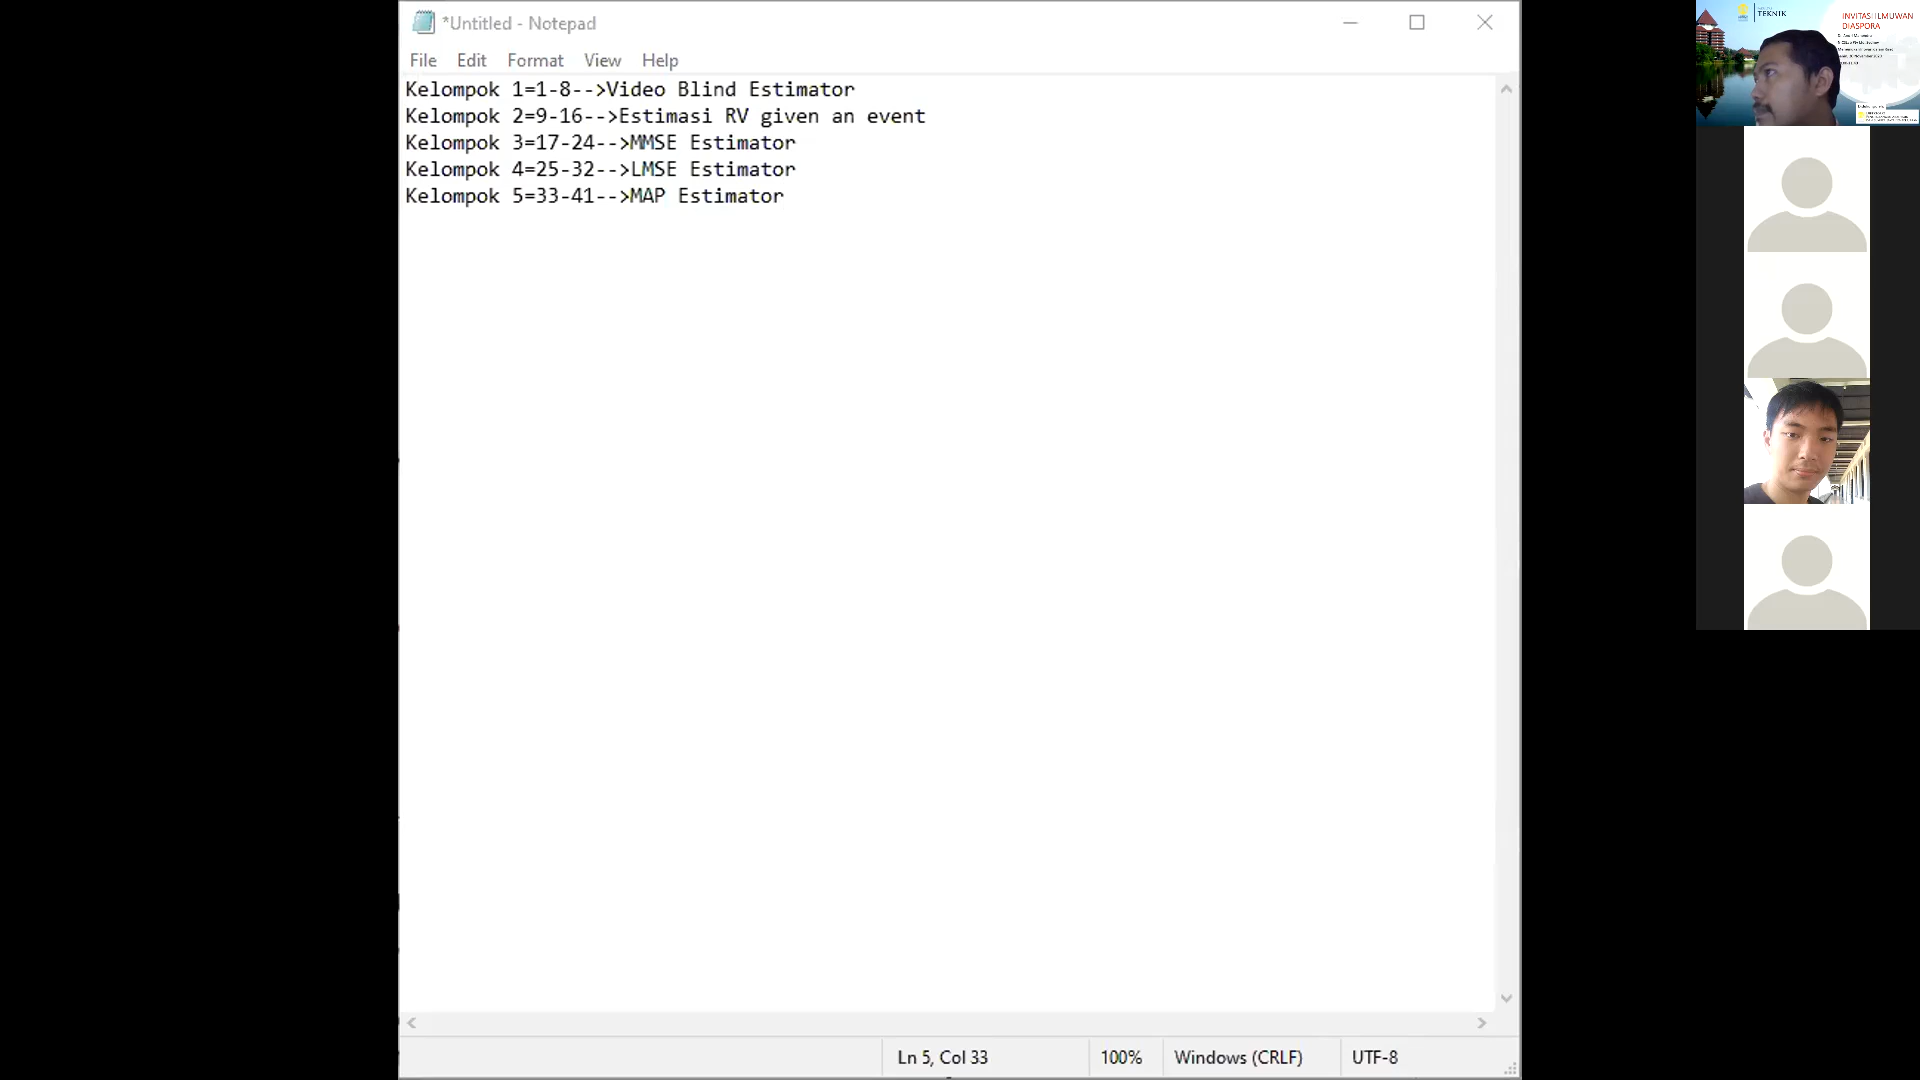 *Untitled - Notepad
File Edit Format View Help
Kelompok 1=1-8-->Video Blind Estimator
Kelompok 2=9-16-->Estimasi RV given an event
Kelompok 3=17-24-->MMSE Estimator
Kelompok 4=25-32-->LMSE Estimator
Kelompok 5=33-41-->MAP Estimator
Ln 5, Col 33
100%
Windows (CRLF)
UTF-8
TEKNIK
INVITASI ILMUWAN
DIASPORA